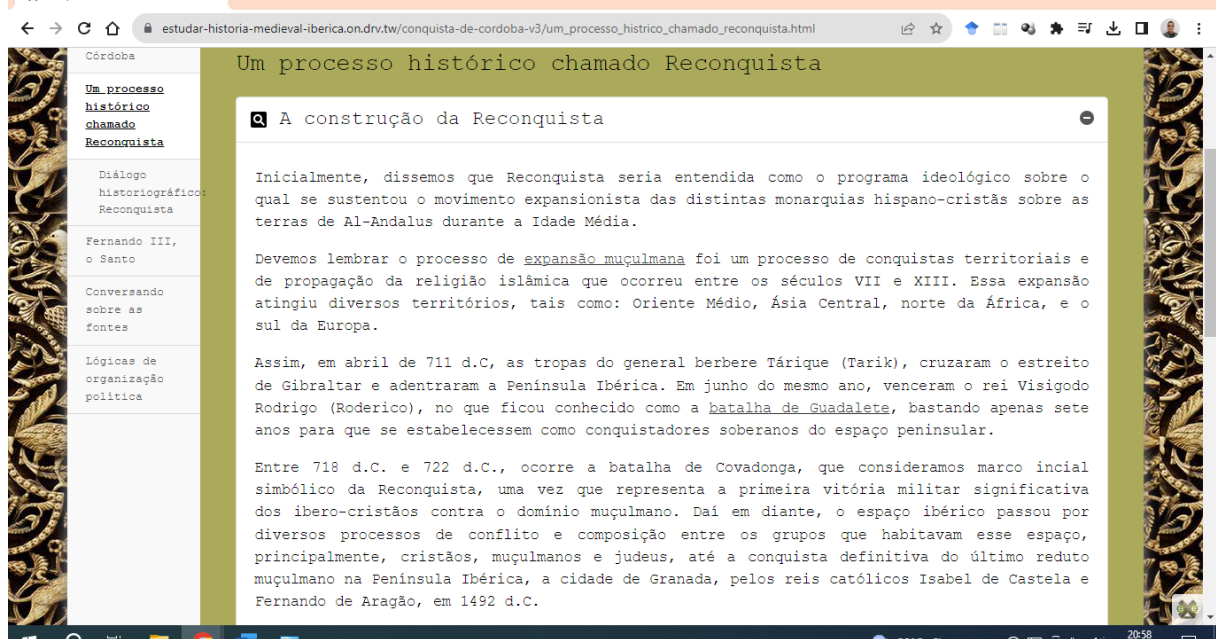 estudar-historia-medieval-iberica.on.drv.tw/conquista-de-cordoba-v3/um_processo_histrico_chamado_reconquista.html
Córdoba
Um processo
histórico
chamado
Reconquista
Diálogo
historiográfico:
Reconquista
Fernando III,
o Santo
Conversando
sobre as
fontes
Lógicas de
organização
política
Um processo histórico chamado Reconquista
A construção da Reconquista
Inicialmente, dissemos que Reconquista seria entendida como o programa ideológico sobre o
qual se sustentou o movimento expansionista das distintas monarquias hispano-cristãs sobre as
terras de Al-Andalus durante a Idade Média.
Devemos lembrar o processo de expansão muçulmana foi um processo de conquistas territoriais e
de propagação da religião islâmica que ocorreu entre os séculos VII e XIII. Essa expansão
atingiu diversos territórios, tais como: Oriente Médio, Ásia Central, norte da África, e o
sul da Europa.
Assim, em abril de 711 d.C, as tropas do general berbere Tárique (Tarik), cruzaram o estreito
de Gibraltar e adentraram a Península Ibérica. Em junho do mesmo ano, venceram o rei Visigodo
Rodrigo (Roderico), no que ficou conhecido como a batalha de Guadalete, bastando apenas sete
anos para que se estabelecessem como conquistadores soberanos do espaço peninsular.
Entre 718 d.C. e 722 d.C., ocorre a batalha de Covadonga, que consideramos marco incial
simbólico da Reconquista, uma vez que representa a primeira vitória militar significativa
dos ibero-cristãos contra o domínio muçulmano. Daí em diante, o espaço ibérico passou por
diversos processos de conflito e composição entre os grupos que habitavam esse espaço,
principalmente, cristãos, muçulmanos e judeus, até a conquista definitiva do último reduto
muçulmano na Península Ibérica, a cidade de Granada, pelos reis católicos Isabel de Castela e
Fernando de Aragão, em 1492 d.C.
20:58